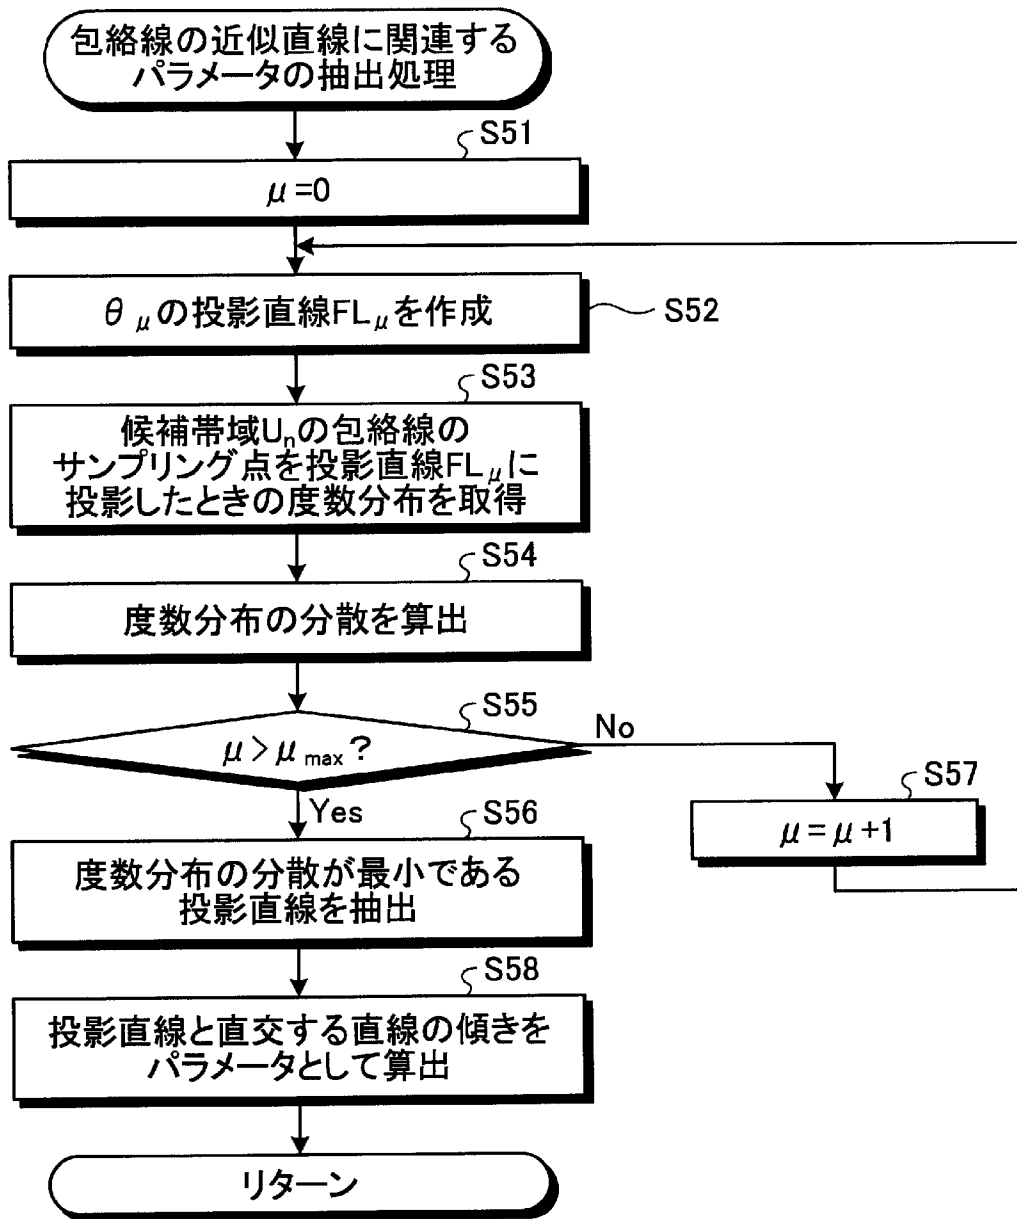 包絡線の近似直線に関連する
パラメータの抽出処理
S51
μ=0
θμの投影直線FLμを作成
S52
S53
候補帯域Unの包絡線の
サンプリング点を投影直線FLμに
投影したときの度数分布を取得
S54
度数分布の分散を算出
S55
μ>μmax?
No
Yes
S57
μ=μ+1
S56
度数分布の分散が最小である
投影直線を抽出
S58
投影直線と直交する直線の傾きを
パラメータとして算出
リターン